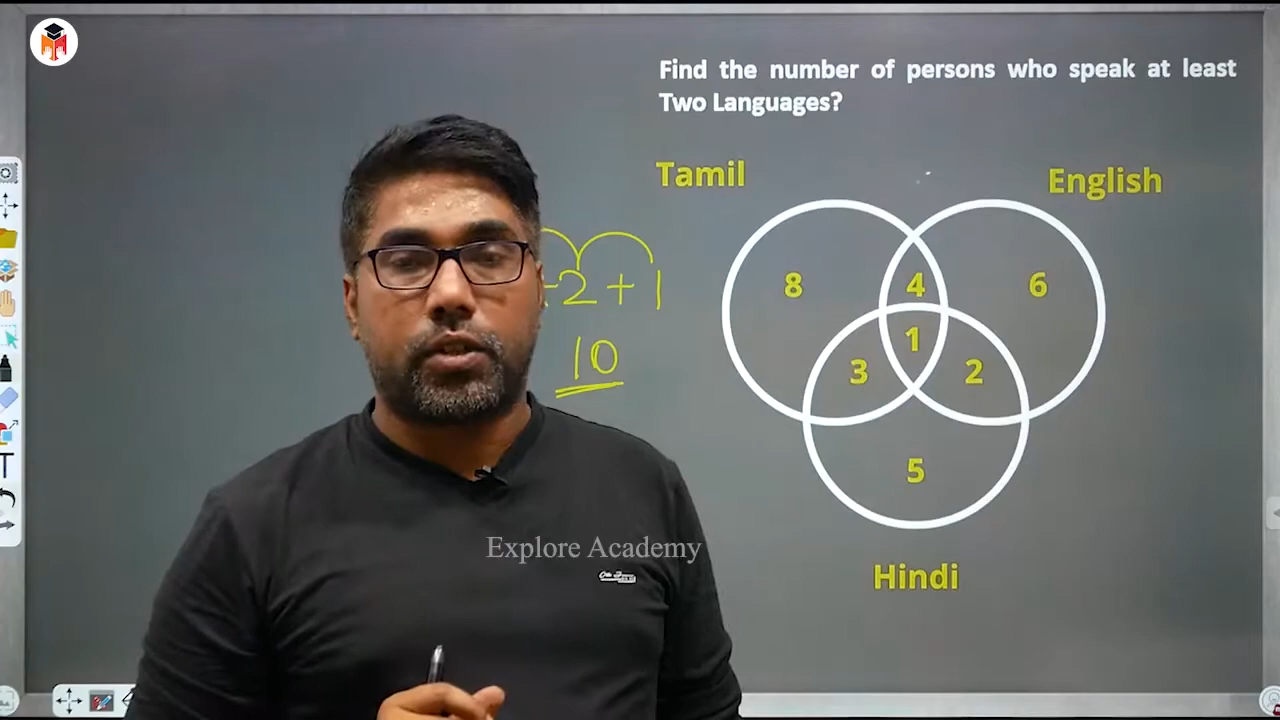 Find the number of persons who speak at least
Two Languages?
Tamil
English
8
4
6
2 + 1
1
10
3
2
5
Explore Academy
Hindi
T